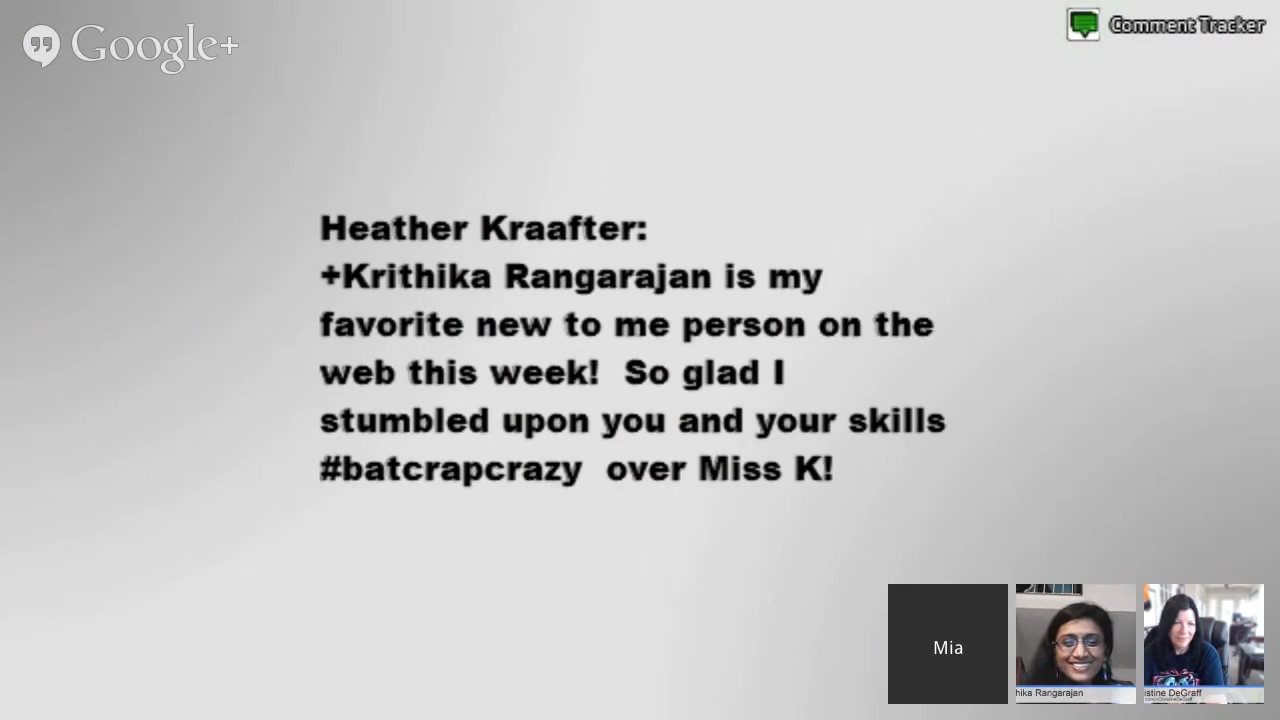 Google+
Comment Tracker
Heather Kraafter:
+Krithika Rangarajan is my
favorite new to me person on the
web this week!  So glad I
stumbled upon you and your skills
#batcrapcrazy  over Miss K!
Mia
hika Rangarajan
istine DeGraff